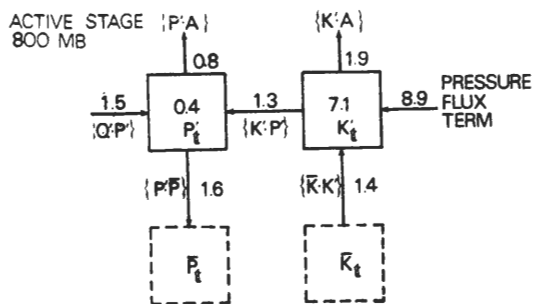 ACTIVE STAGE
800 MB
{P'·A}
{K'·A}
0.8
1.9
1.5
0.4
1.3
7.1
8.9
PRESSURE
FLUX
TERM
{Q'·P'}
P't
{K'·P'}
K't
{P'·P̅}
1.6
{K̅·K'}
1.4
P̅t
K̅t